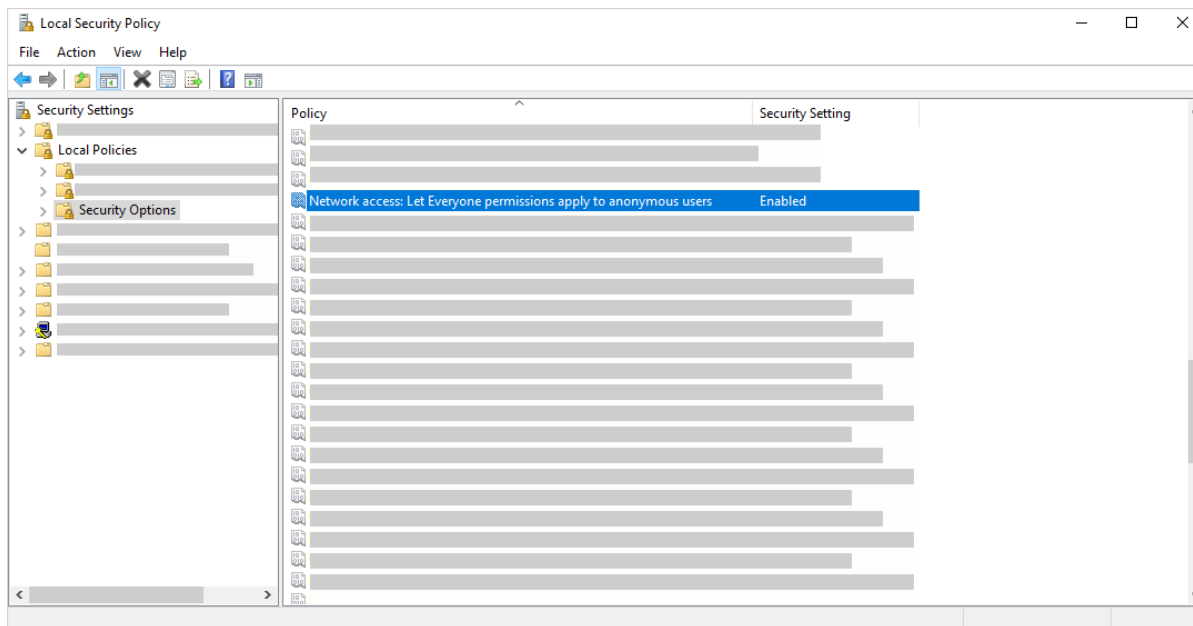 Local Security Policy
File Action View Help
Security Settings
Local Policies
Security Options
Policy Security Setting
Network access: Let Everyone permissions apply to anonymous users Enabled